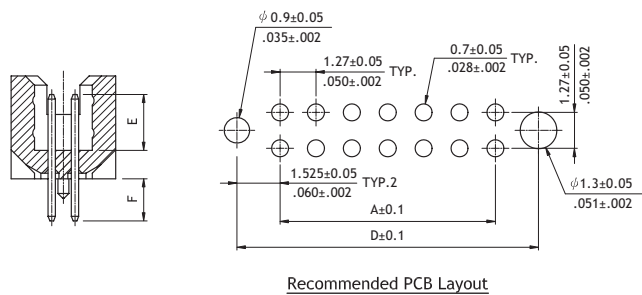 ϕ 0.9±0.05
.035±.002
1.27±0.05
.050±.002
TYP.
0.7±0.05
.028±.002
TYP.
1.27±0.05
.050±.002
E
F
1.525±0.05
.060±.002
TYP.2
ϕ1.3±0.05
.051±.002
A±0.1
D±0.1
Recommended PCB Layout